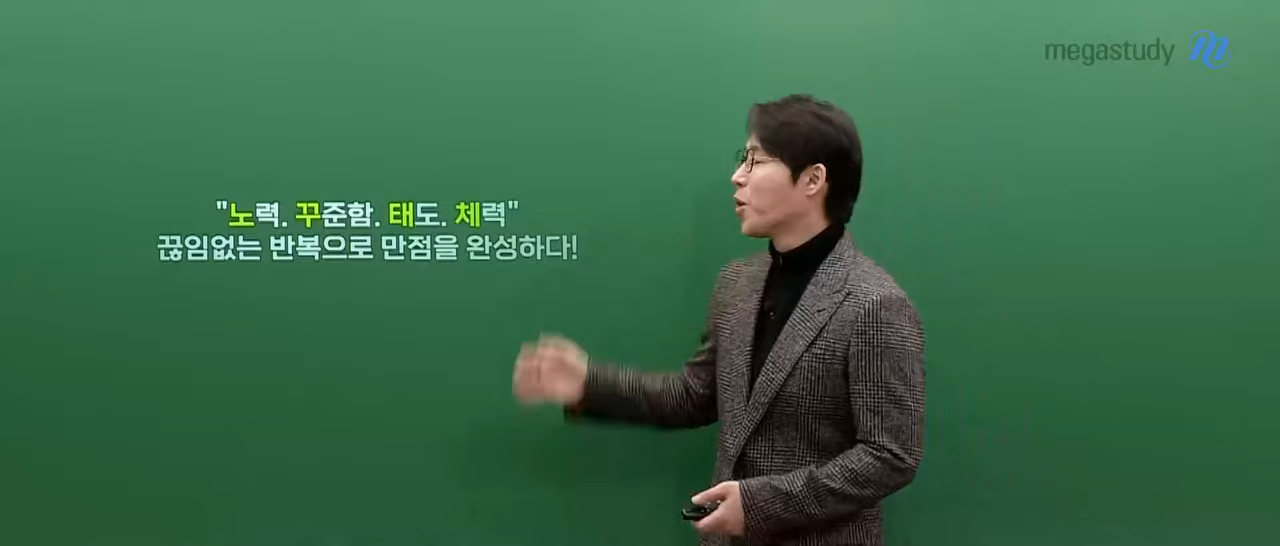 megastudy
"노력. 꾸준함. 태도. 체력"
끊임없는 반복으로 만점을 완성하다!